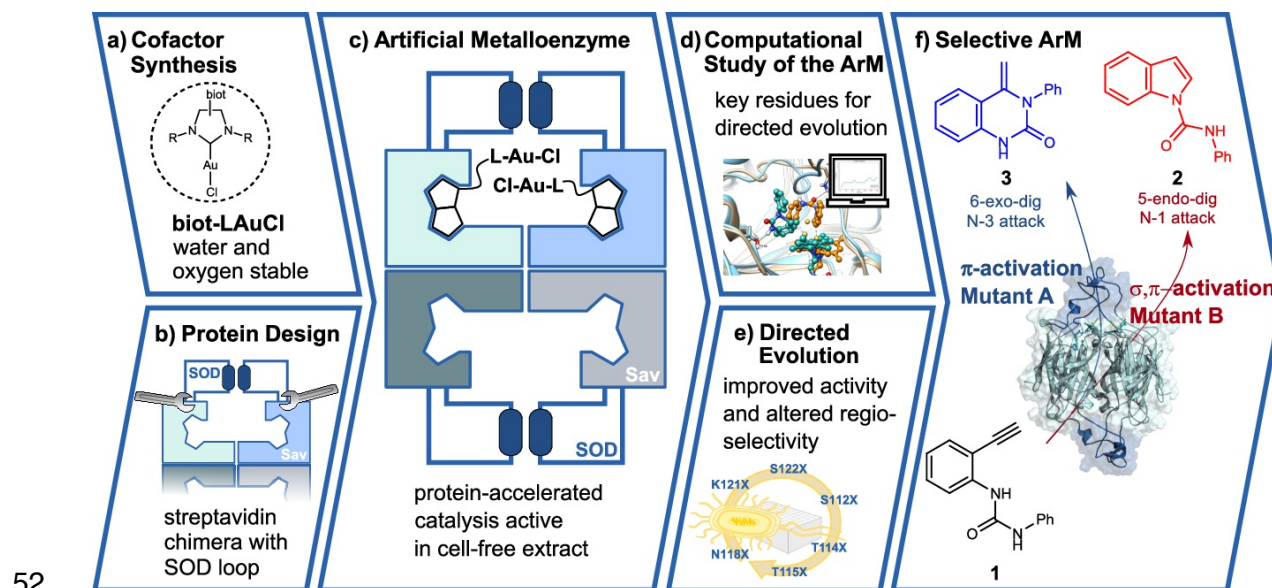 a) Cofactor
Synthesis
biot
N
N
R
R
Au
Cl
biot-LAuCl
water and
oxygen stable
b) Protein Design
SOD
Sav
streptavidin
chimera with
SOD loop
c) Artificial Metalloenzyme
L-Au-Cl
Cl-Au-L
Sav
SOD
protein-accelerated
catalysis active
in cell-free extract
d) Computational
Study of the ArM
key residues for
directed evolution
e) Directed
Evolution
improved activity
and altered regio-
selectivity
S122X
K121X
S112X
N118X
T114X
T115X
f) Selective ArM
N
Ph
N
H
O
3
6-exo-dig
N-3 attack
N
O
NH
Ph
2
5-endo-dig
N-1 attack
π-activation
Mutant A
σ,π-activation
Mutant B
NH
O
N
H
Ph
1
52